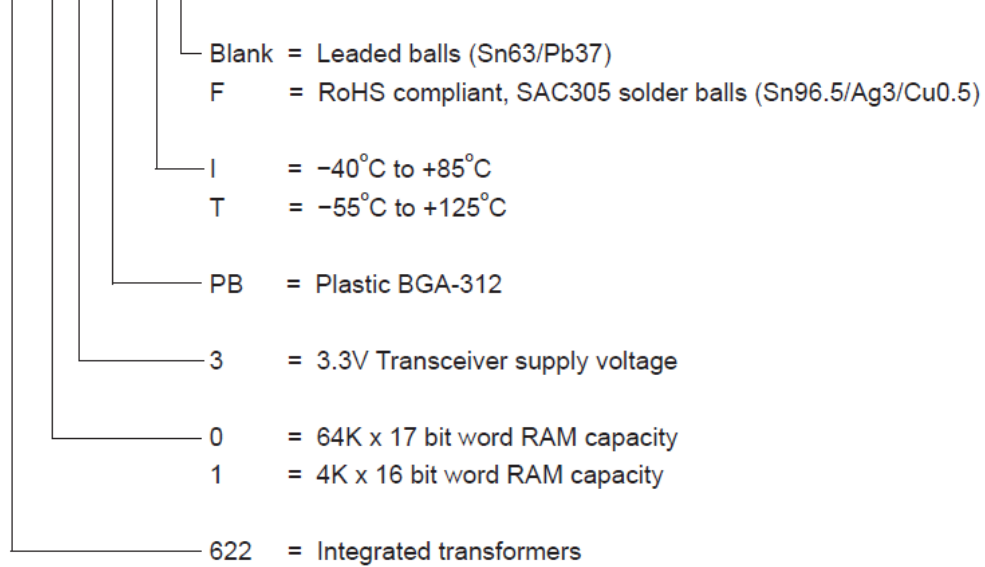 Blank = Leaded balls (Sn63/Pb37)
F = RoHS compliant, SAC305 solder balls (Sn96.5/Ag3/Cu0.5)
I = −40°C to +85°C
T = −55°C to +125°C
PB = Plastic BGA-312
3 = 3.3V Transceiver supply voltage
0 = 64K x 17 bit word RAM capacity
1 = 4K x 16 bit word RAM capacity
622 = Integrated transformers